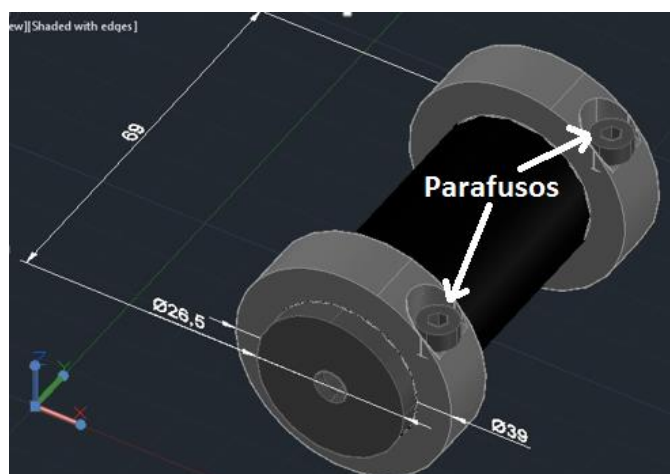 ew][Shaded with edges]
69
Parafusos
Ø26,5
Ø39
Z
Y
X